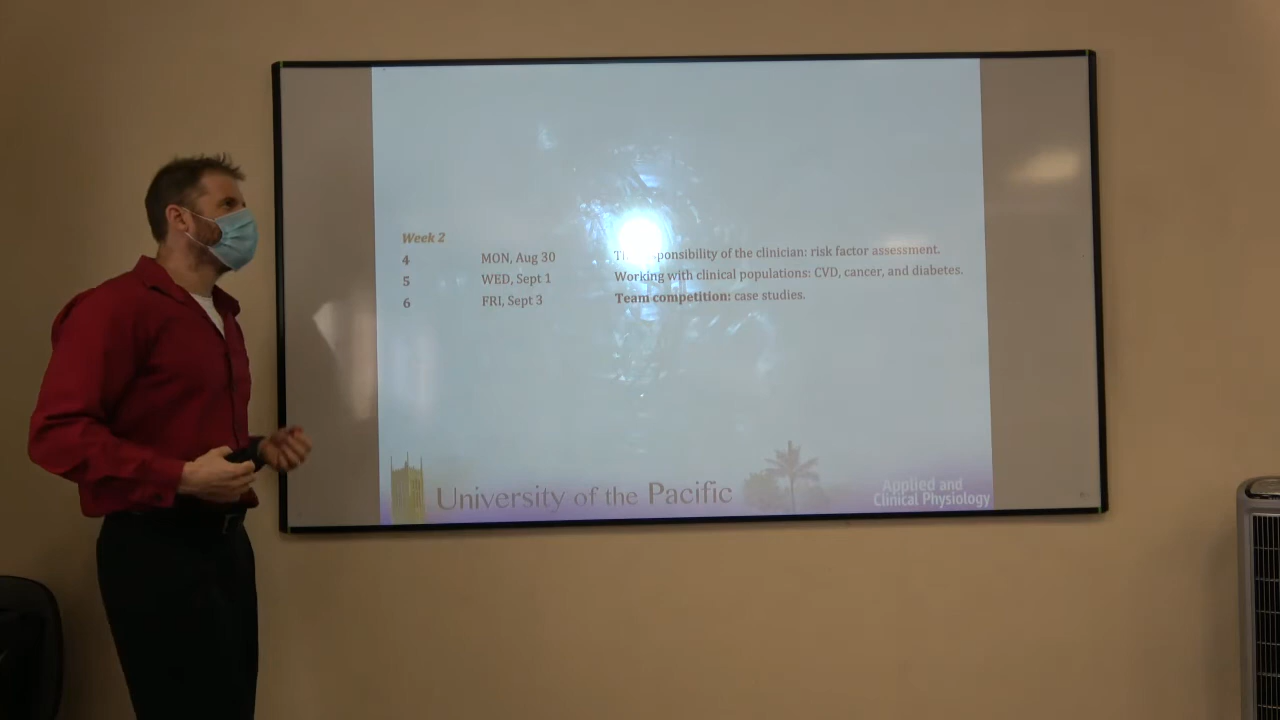 Week 2
4 MON, Aug 30 ponsibility of the clinician: risk factor assessment.
5 WED, Sept 1 Working with clinical populations: CVD, cancer, and diabetes.
6 FRI, Sept 3 Team competition: case studies.
University of the Pacific
Applied and
Clinical Physiology